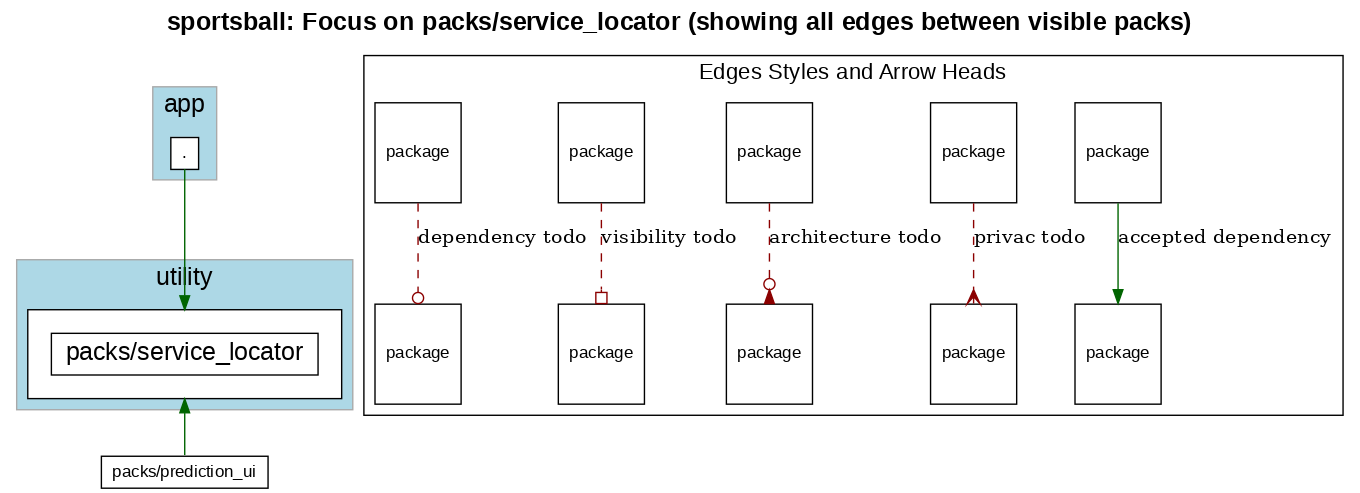 sportsball: Focus on packs/service_locator (showing all edges between visible packs)
app
.
utility
packs/service_locator
packs/prediction_ui
Edges Styles and Arrow Heads
package
package
package
package
package
dependency todo
visibility todo
architecture todo
privac todo
accepted dependency
package
package
package
package
package